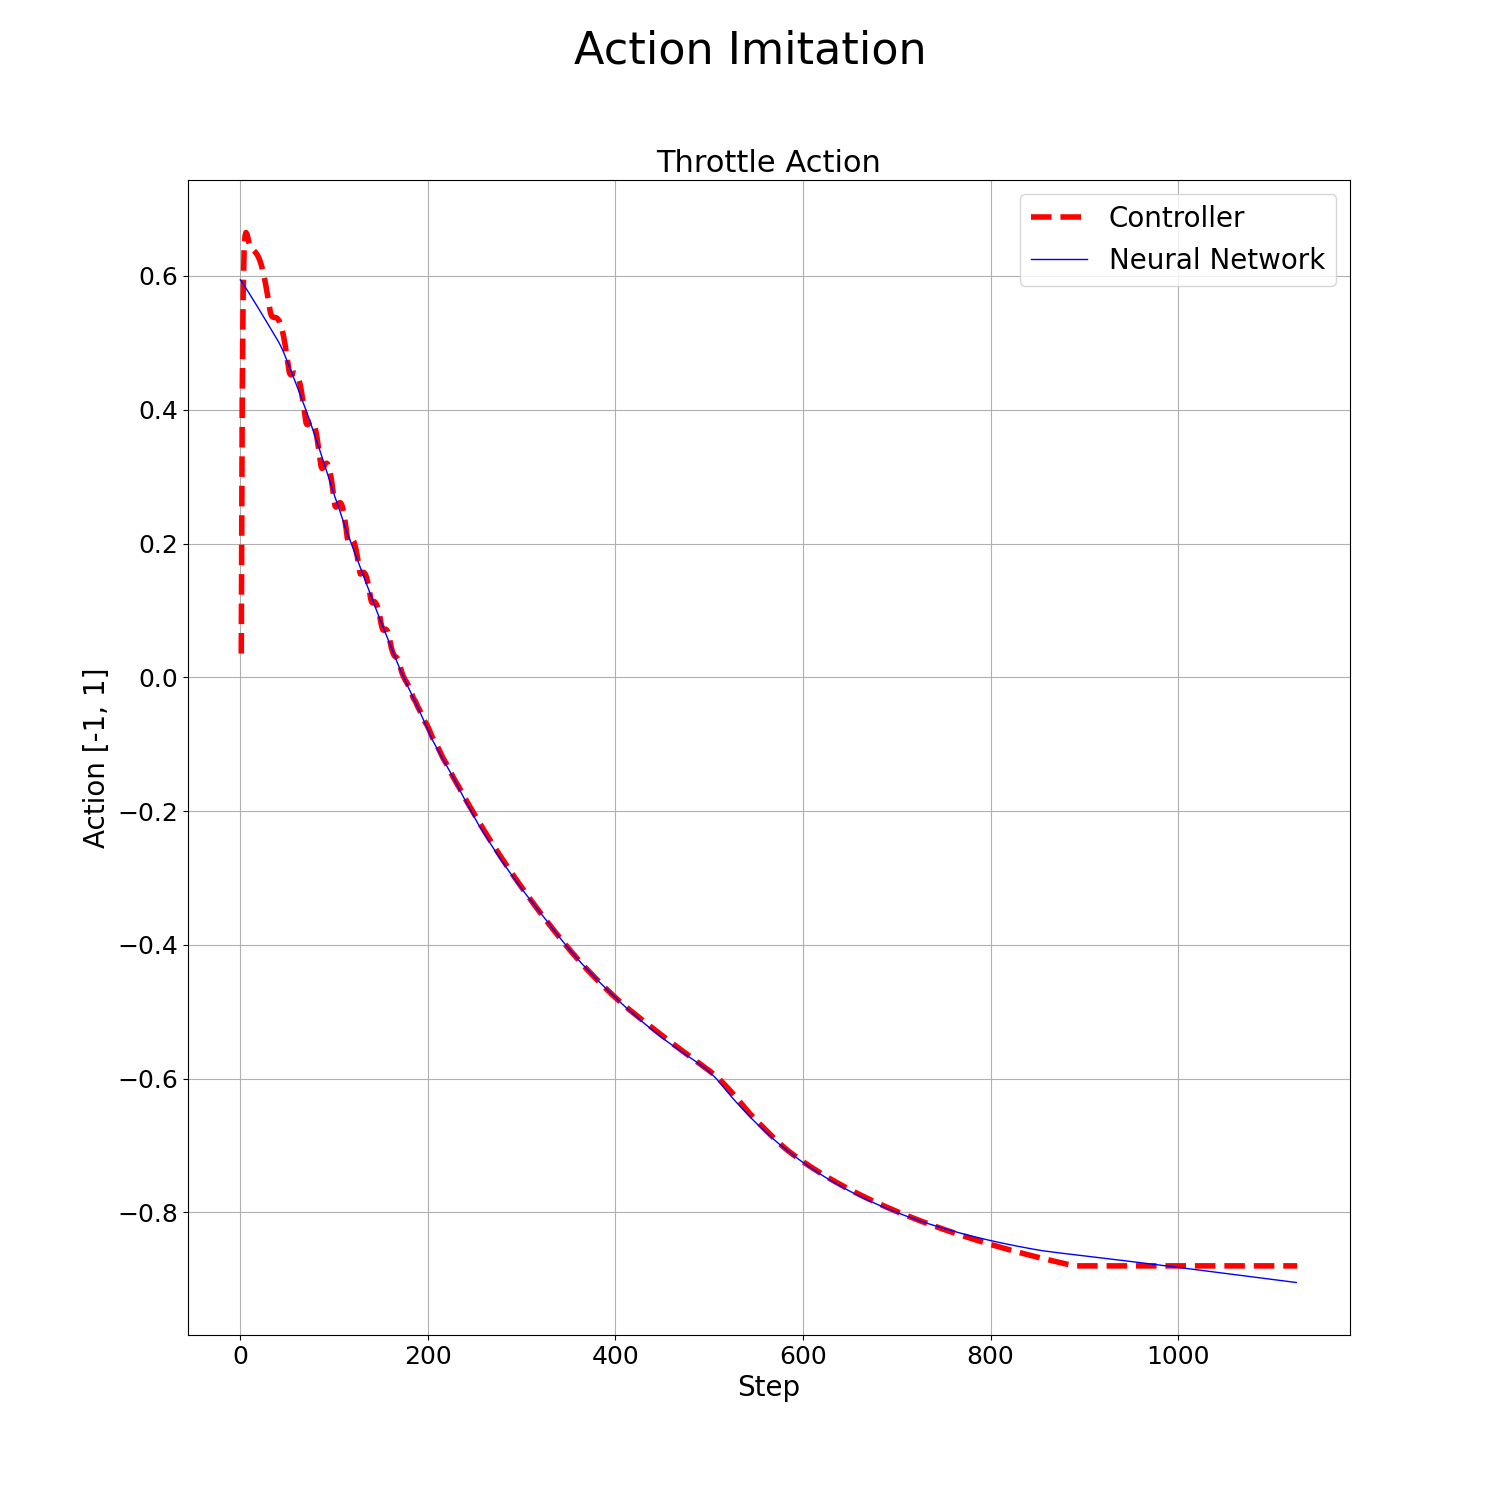 Action Imitation
Throttle Action
Controller
Neural Network
0.6
0.4
0.2
0.0
−0.2
−0.4
−0.6
−0.8
Action [-1, 1]
0 200 400 600 800 1000
Step